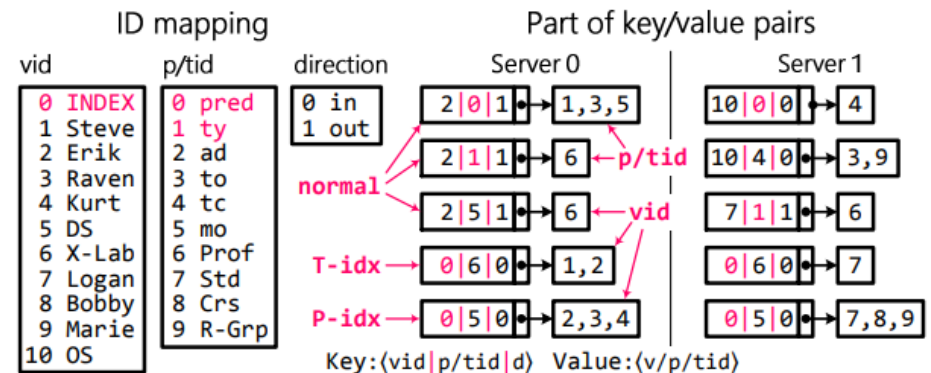 ID mapping
Part of key/value pairs
vid
p/tid
direction
Server 0
Server 1
0 INDEX
1 Steve
2 Erik
3 Raven
4 Kurt
5 DS
6 X-Lab
7 Logan
8 Bobby
9 Marie
10 OS
0 pred
1 ty
2 ad
3 to
4 tc
5 mo
6 Prof
7 Std
8 Crs
9 R-Grp
0 in
1 out
2|0|1 1,3,5
2|1|1 6
p/tid
normal
2|5|1 6
vid
T-idx
0|6|0 1,2
P-idx
0|5|0 2,3,4
10|0|0 4
10|4|0 3,9
7|1|1 6
0|6|0 7
0|5|0 7,8,9
Key:⟨vid|p/tid|d⟩ Value:⟨v/p/tid⟩